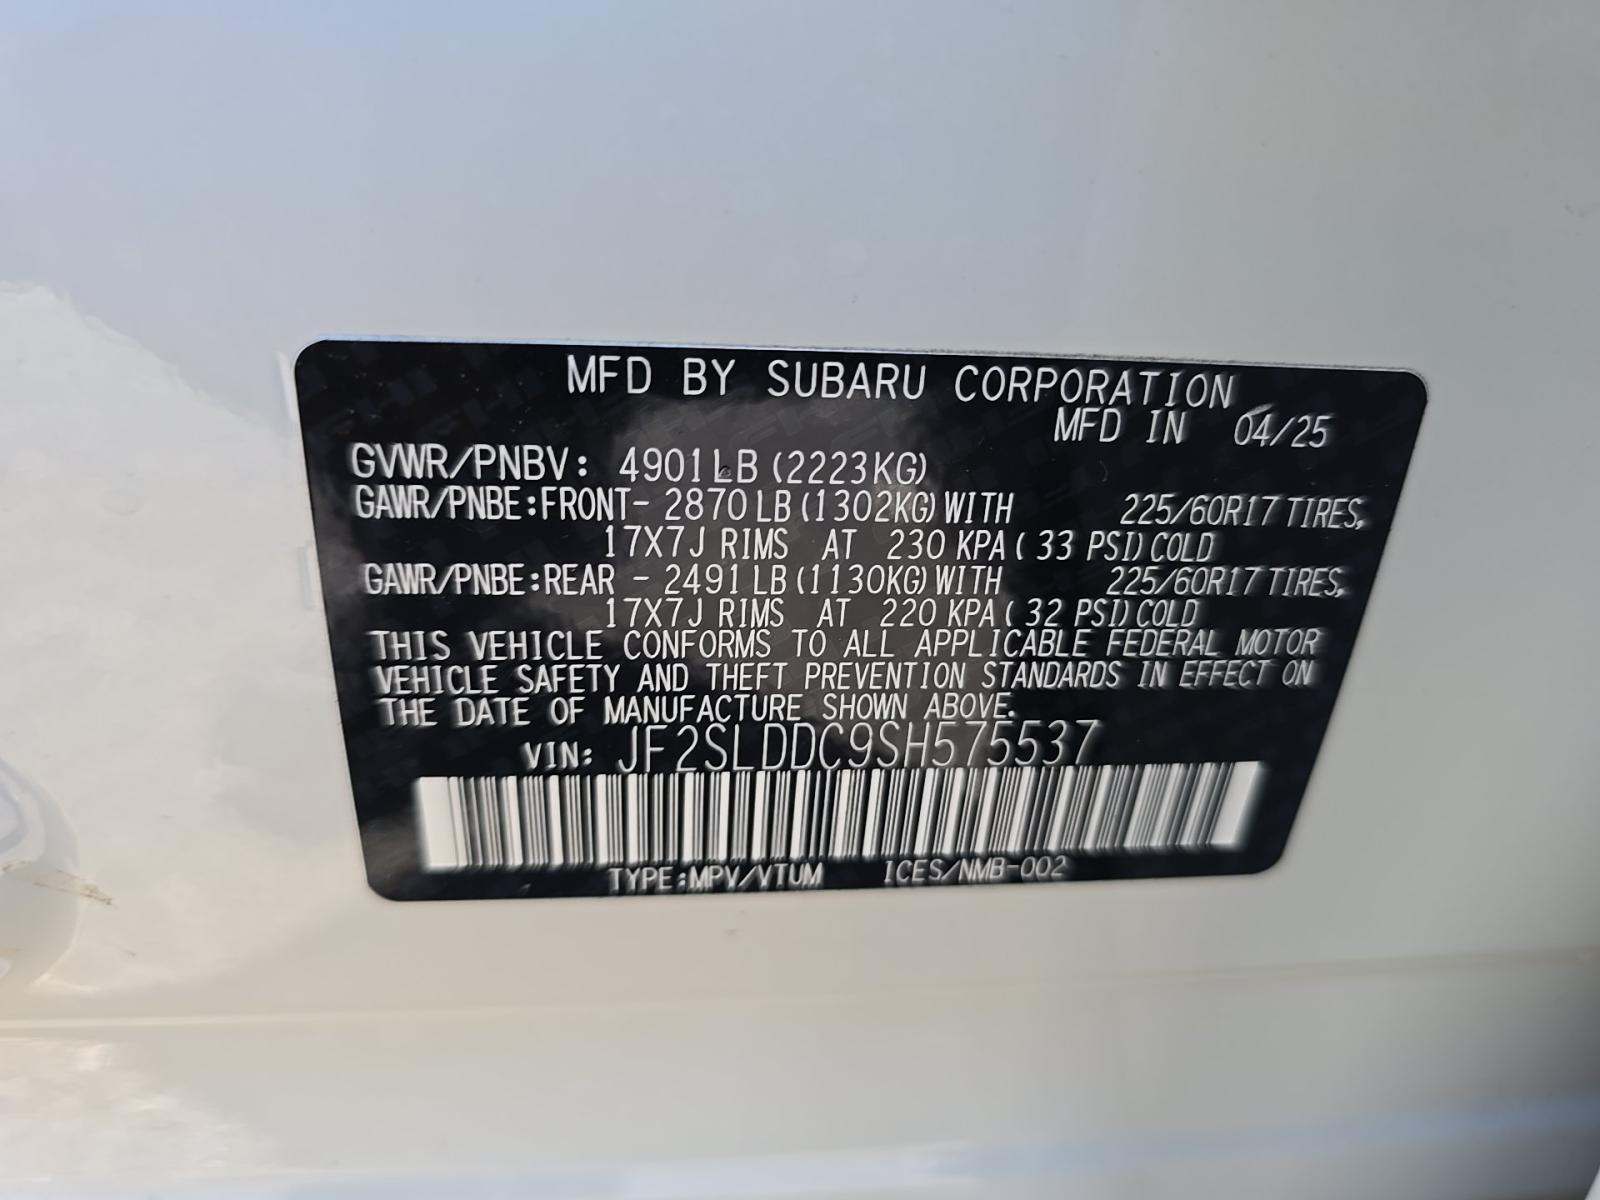 MFD BY SUBARU CORPORATION
MFD IN 04/25
GVWR/PNBV: 4901LB (2223KG)
GAWR/PNBE:FRONT- 2870 LB (1302KG) WITH 225/60R17 TIRES,
17X7J RIMS AT 230 KPA ( 33 PSI) COLD
GAWR/PNBE:REAR - 2491 LB (1130KG) WITH 225/60R17 TIRES,
17X7J RIMS AT 220 KPA ( 32 PSI) COLD
THIS VEHICLE CONFORMS TO ALL APPLICABLE FEDERAL MOTOR
VEHICLE SAFETY AND THEFT PREVENTION STANDARDS IN EFFECT ON
THE DATE OF MANUFACTURE SHOWN ABOVE.
VIN: JF2SLDDC9SH575537
TYPE:MPV/VTUM 1CES/NMB-002